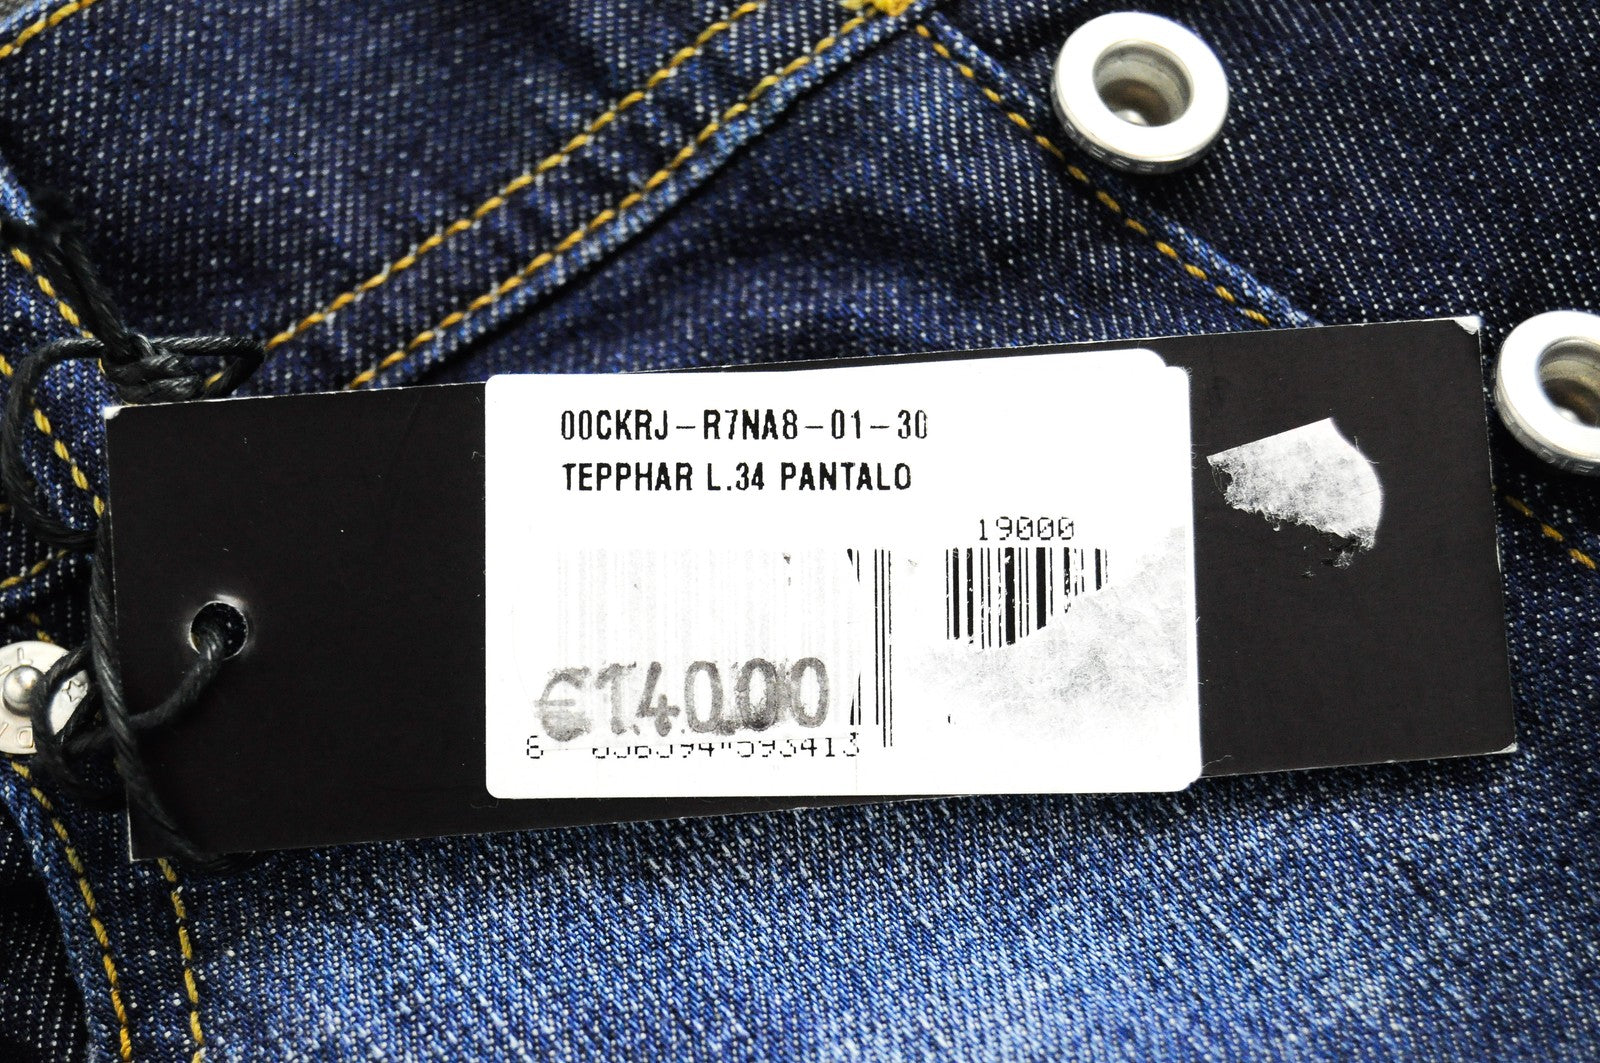 00CKRJ-R7NA8-01-30
TEPPHAR L.34 PANTALO
19000
€140.00